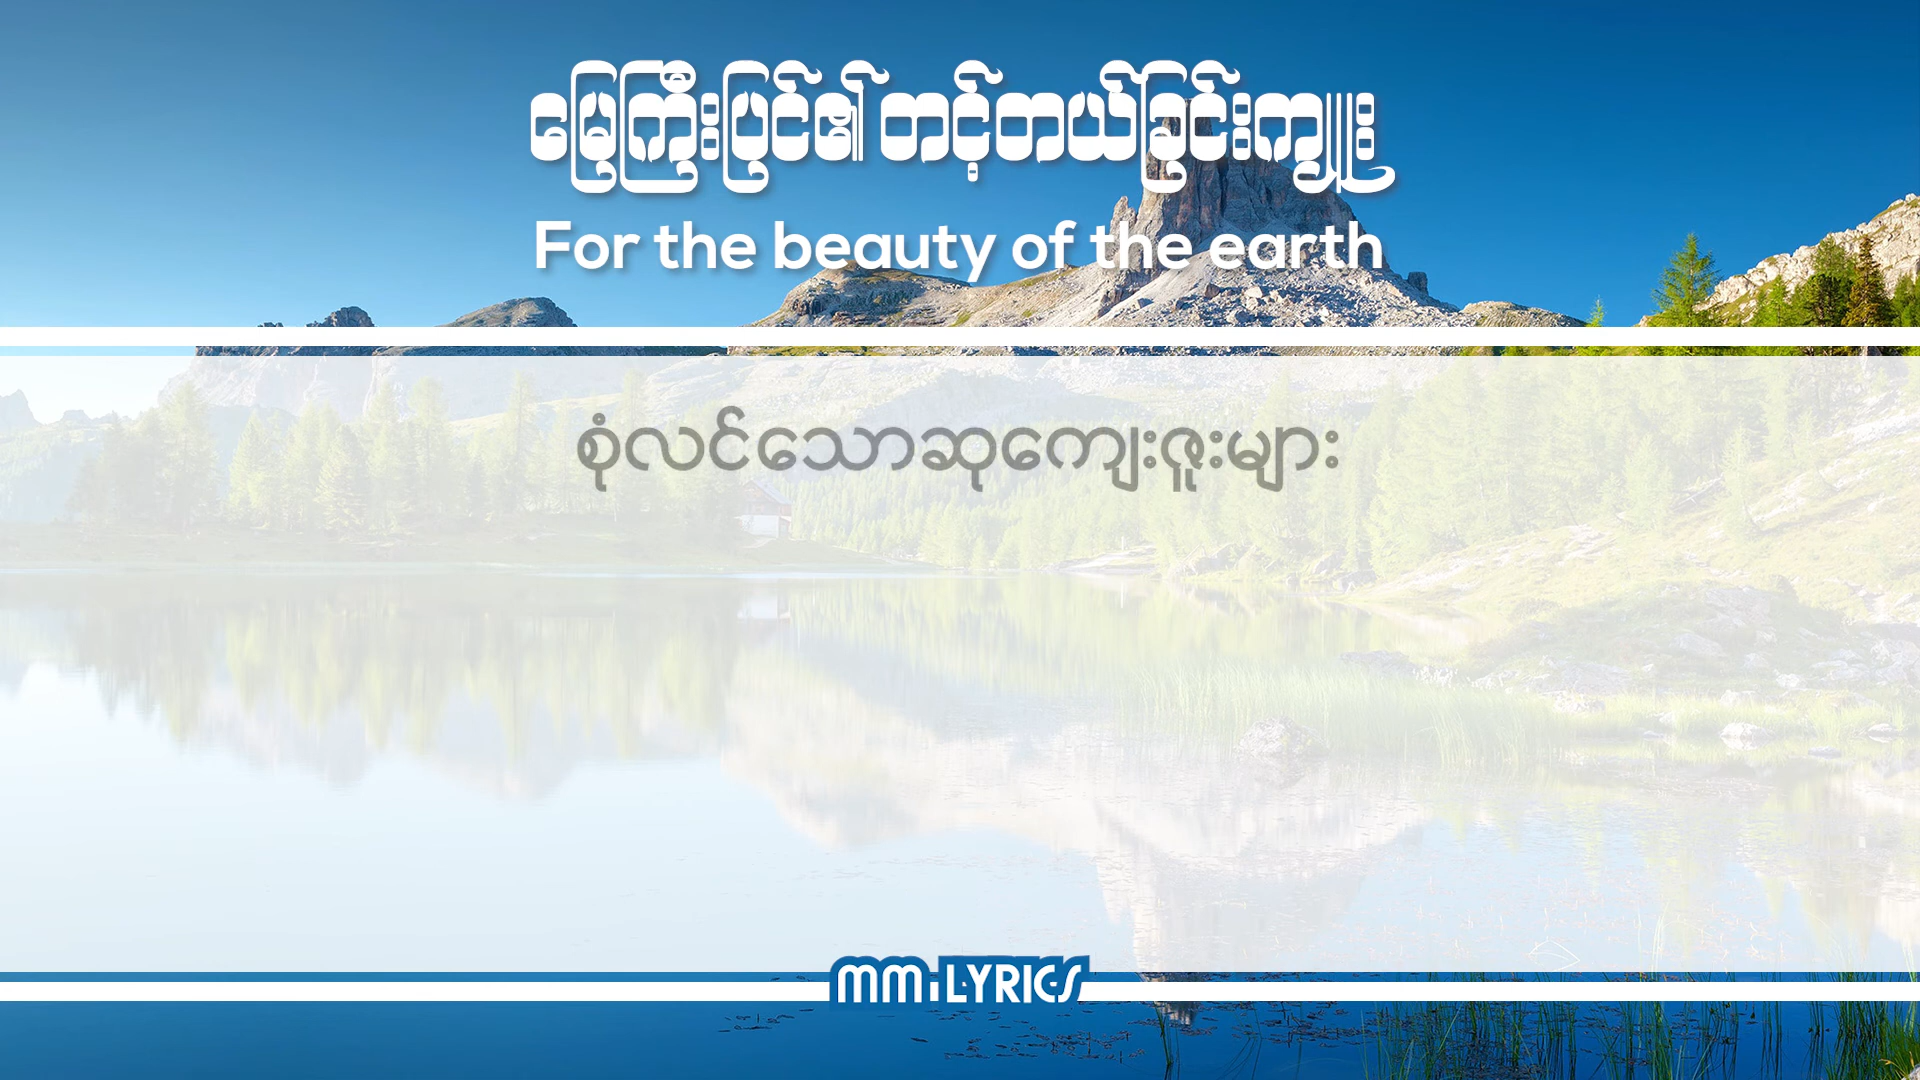 မြေကြီးပြင်၏ တင့်တယ်ခြင်းကျူး
For the beauty of the earth
စုံလင်သောဆုကျေးဇူးများ
MM.LYRICS